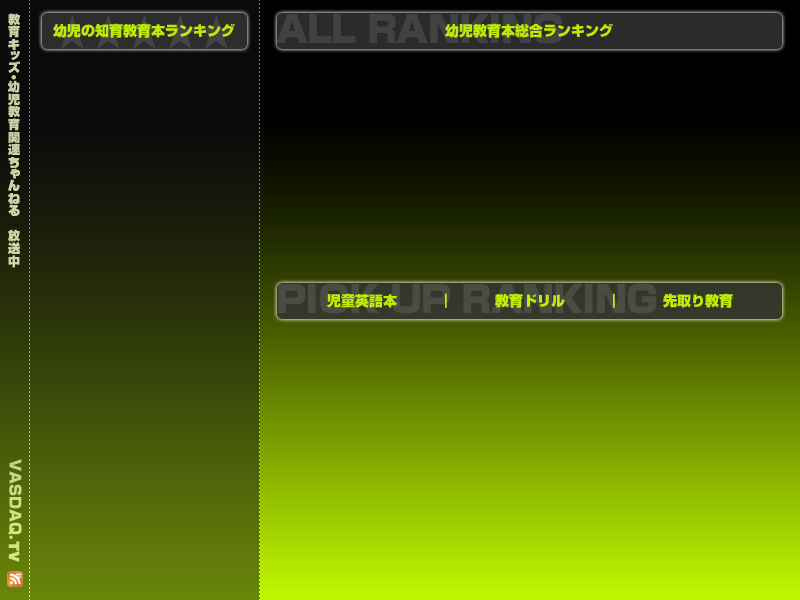 教育キッズ・幼児教育関連ちゃんねる 放送中
VASDAQ.TV
幼児の知育教育本ランキング
ALL RANKING
幼児教育本総合ランキング
PICK UP RANKING
児童英語本 | 教育ドリル | 先取り教育